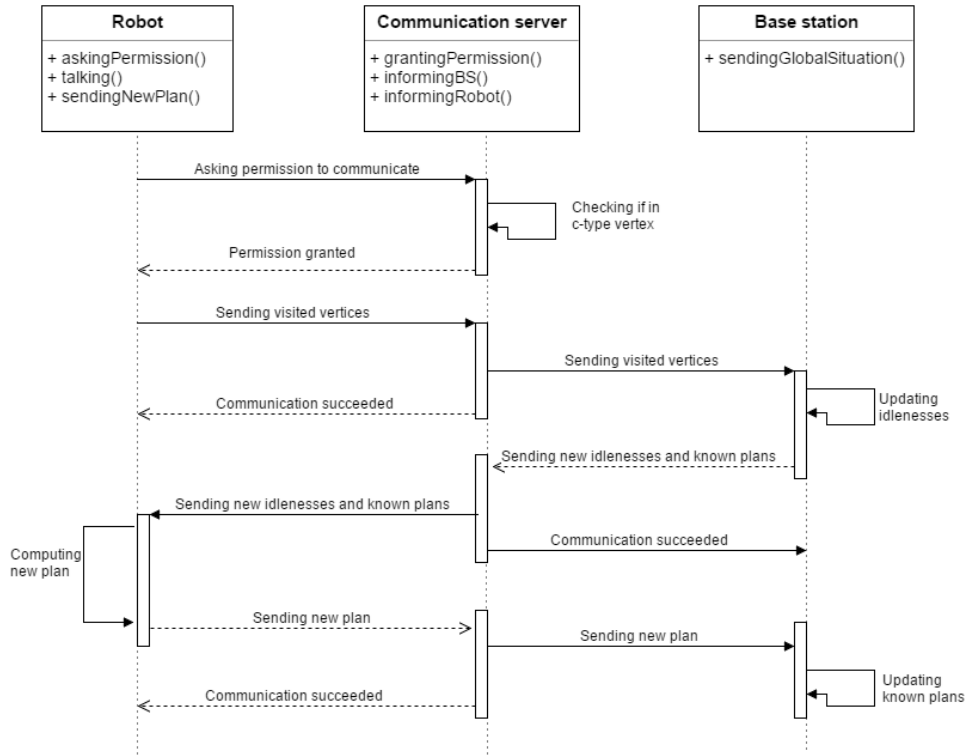 Robot
+ askingPermission()
+ talking()
+ sendingNewPlan()
Communication server
+ grantingPermission()
+ informingBS()
+ informingRobot()
Base station
+ sendingGlobalSituation()
Asking permission to communicate
Checking if in
c-type vertex
Permission granted
Sending visited vertices
Sending visited vertices
Communication succeeded
Updating
idlenesses
Sending new idlenesses and known plans
Sending new idlenesses and known plans
Communication succeeded
Computing
new plan
Sending new plan
Sending new plan
Updating
known plans
Communication succeeded